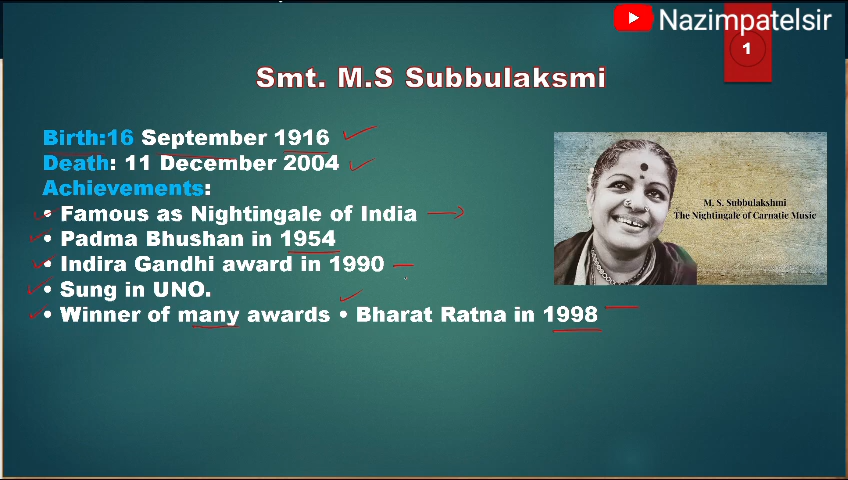 Nazimpatelsir
1
Smt. M.S Subbulaksmi
Birth:16 September 1916
Death: 11 December 2004
Achievements:
• Famous as Nightingale of India
• Padma Bhushan in 1954
• Indira Gandhi award in 1990
• Sung in UNO.
• Winner of many awards • Bharat Ratna in 1998
M. S. Subbulakshmi
The Nightingale of Carnatic Music